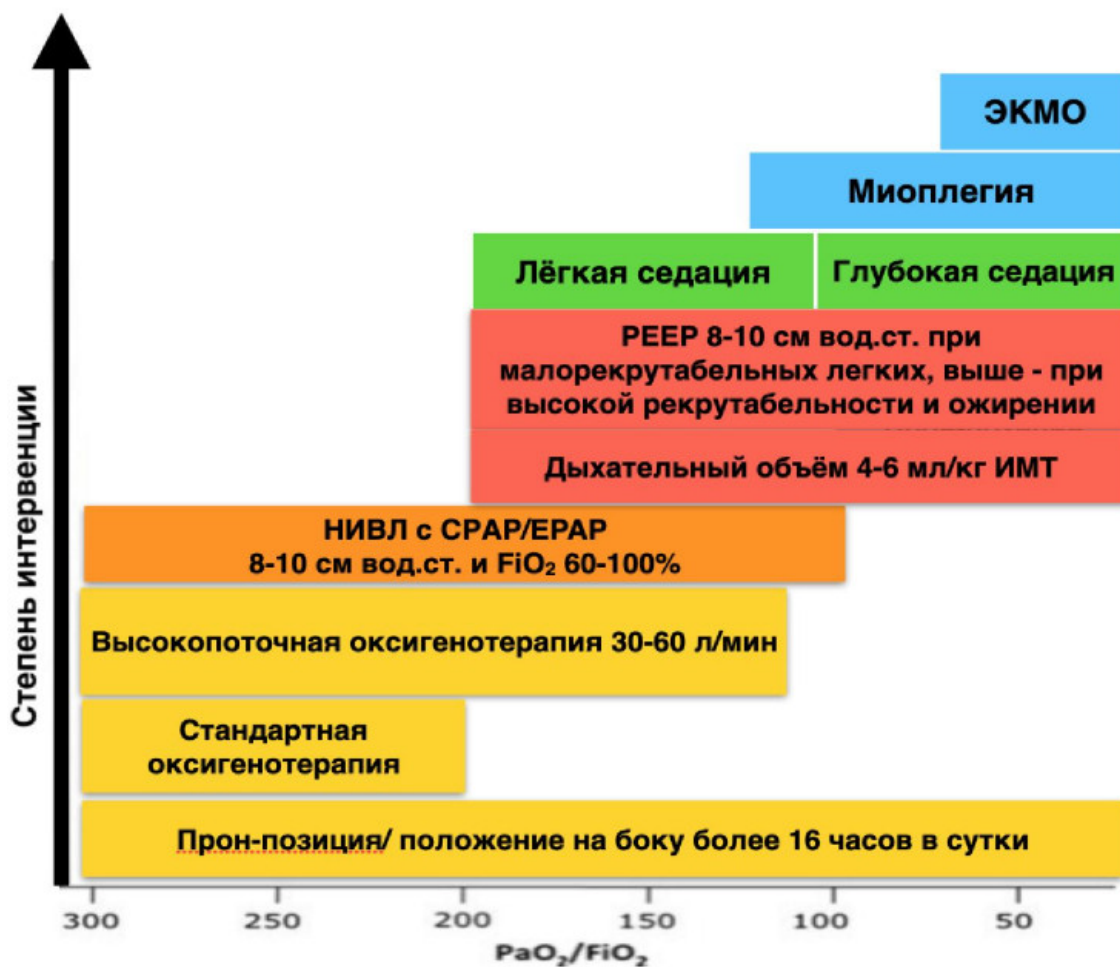 ЭКМО
Миоплегия
Лёгкая седация
Глубокая седация
PEEP 8-10 см вод.ст. при
малорекрутабельных легких, выше - при
высокой рекрутабельности и ожирении
Дыхательный объём 4-6 мл/кг ИМТ
НИВЛ с CPAP/EPAP
8-10 см вод.ст. и FiO₂ 60-100%
Высокопоточная оксигенотерапия 30-60 л/мин
Стандартная
оксигенотерапия
Прон-позиция/ положение на боку более 16 часов в сутки
Степень интервенции
300 250 200 150 100 50
PaO₂/FiO₂